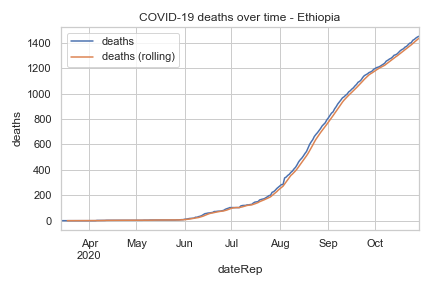 COVID-19 deaths over time - Ethiopia
deaths
deaths (rolling)
1400
1200
1000
800
600
400
200
0
deaths
Apr
2020
May
Jun
Jul
Aug
Sep
Oct
dateRep